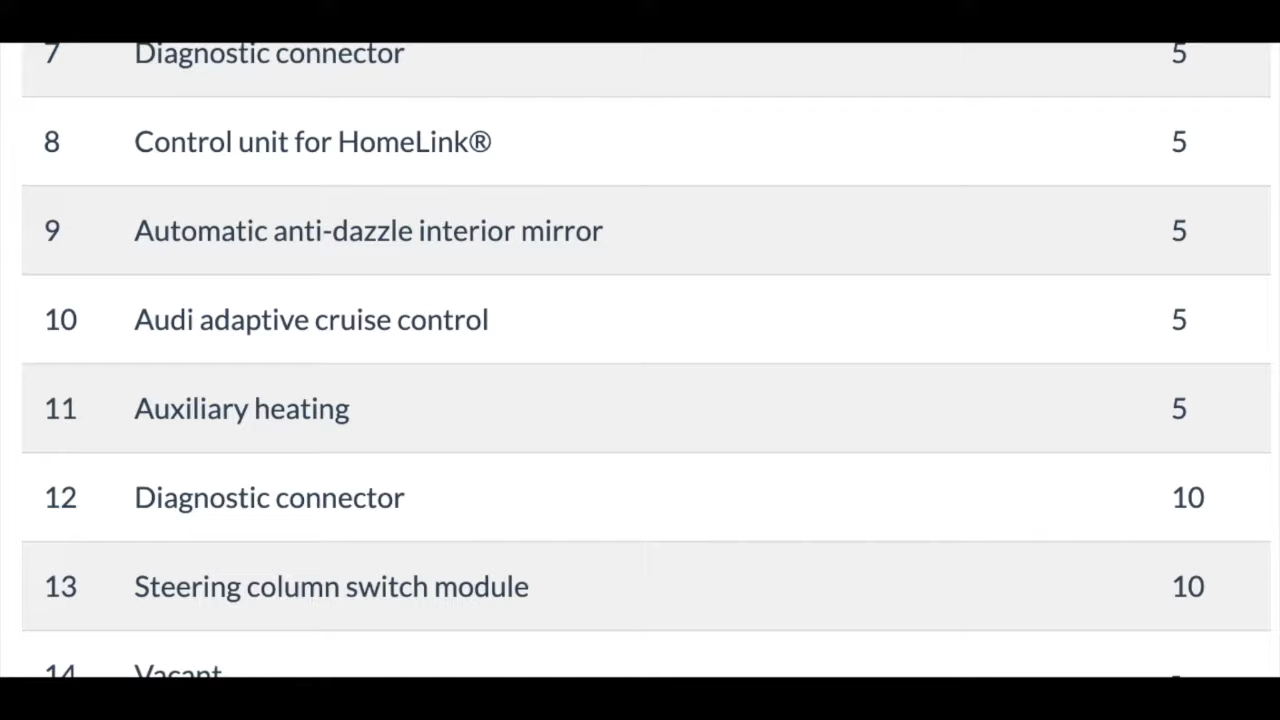 7 Diagnostic connector 5
8 Control unit for HomeLink® 5
9 Automatic anti-dazzle interior mirror 5
10 Audi adaptive cruise control 5
11 Auxiliary heating 5
12 Diagnostic connector 10
13 Steering column switch module 10
14 Vacant